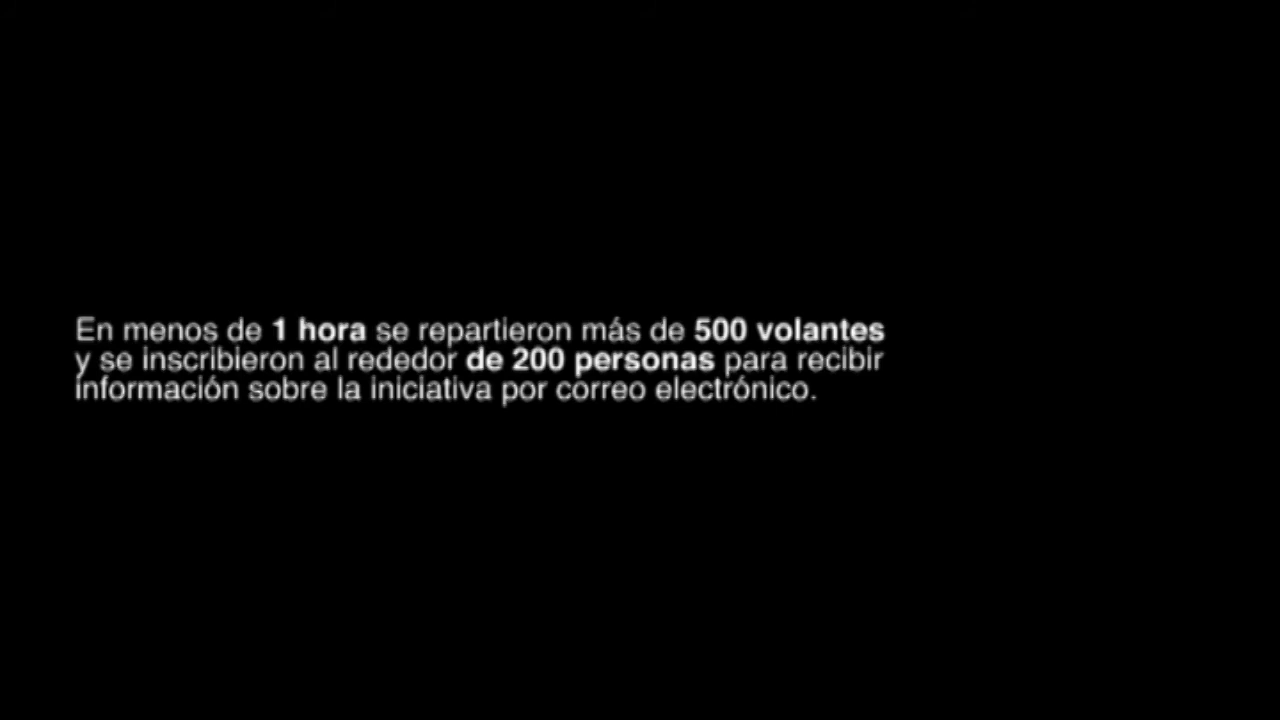 En menos de 1 hora se repartieron más de 500 volantes
y se inscribieron al rededor de 200 personas para recibir
información sobre la iniciativa por correo electrónico.